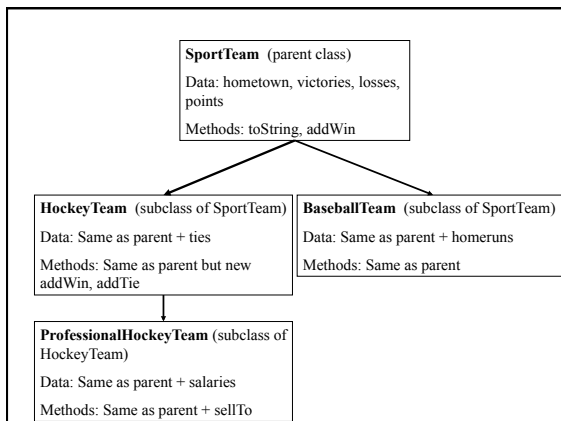 SportTeam (parent class)
Data: hometown, victories, losses,
points
Methods: toString, addWin
HockeyTeam (subclass of SportTeam)
Data: Same as parent + ties
Methods: Same as parent but new
addWin, addTie
BaseballTeam (subclass of SportTeam)
Data: Same as parent + homeruns
Methods: Same as parent
ProfessionalHockeyTeam (subclass of
HockeyTeam)
Data: Same as parent + salaries
Methods: Same as parent + sellTo